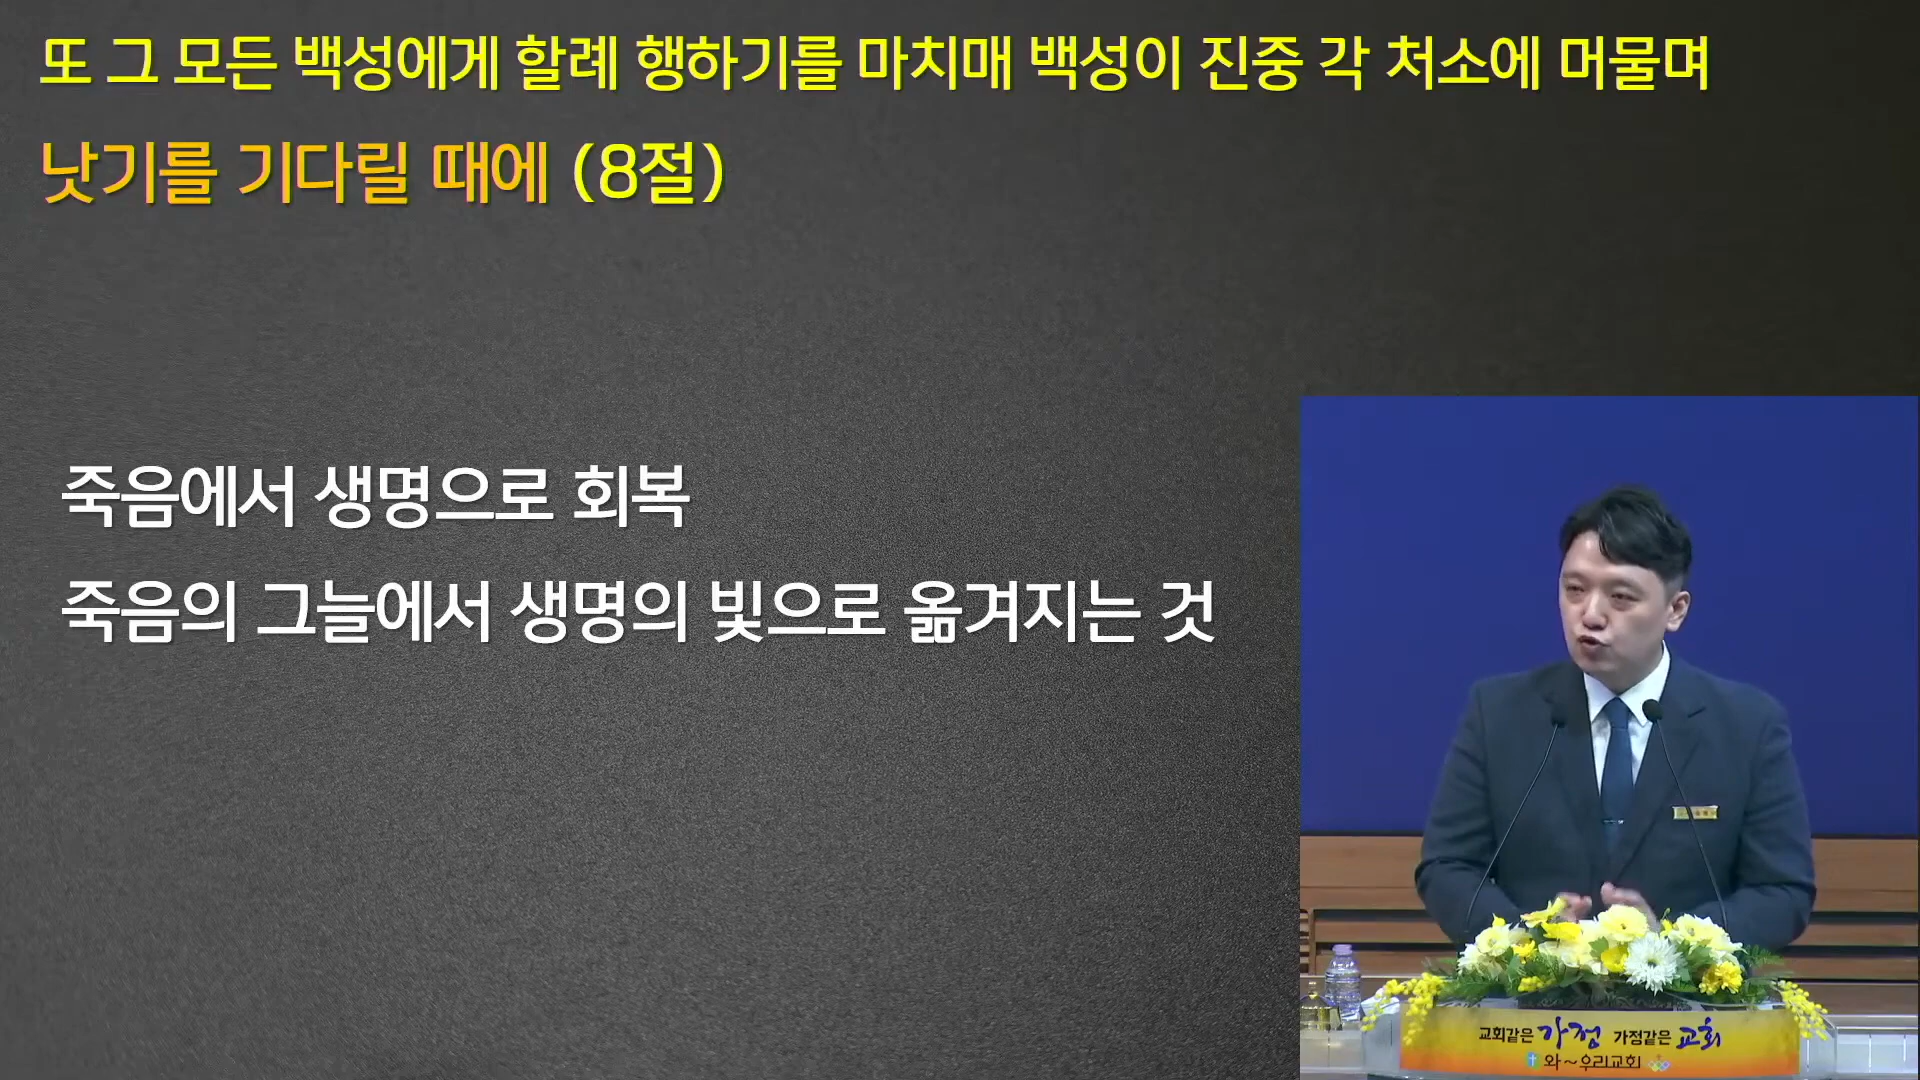 또 그 모든 백성에게 할례 행하기를 마치매 백성이 진중 각 처소에 머물며
낫기를 기다릴 때에 (8절)
죽음에서 생명으로 회복
죽음의 그늘에서 생명의 빛으로 옮겨지는 것
교회같은 가정 가정같은 교회
와~우리교회